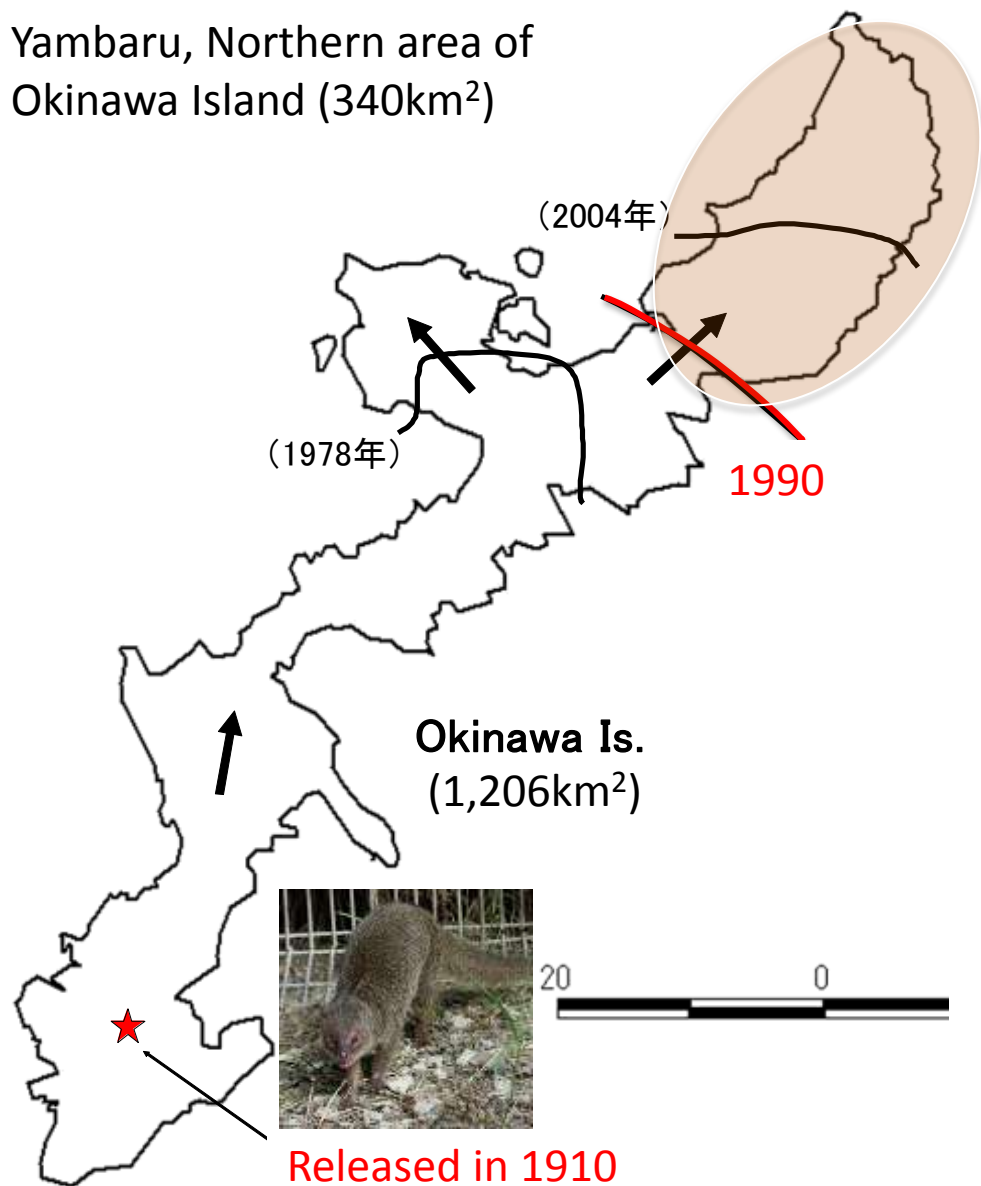 Yambaru, Northern area of
Okinawa Island (340km²)
（2004年）
（1978年）
1990
Okinawa Is.
(1,206km²)
20 0
Released in 1910